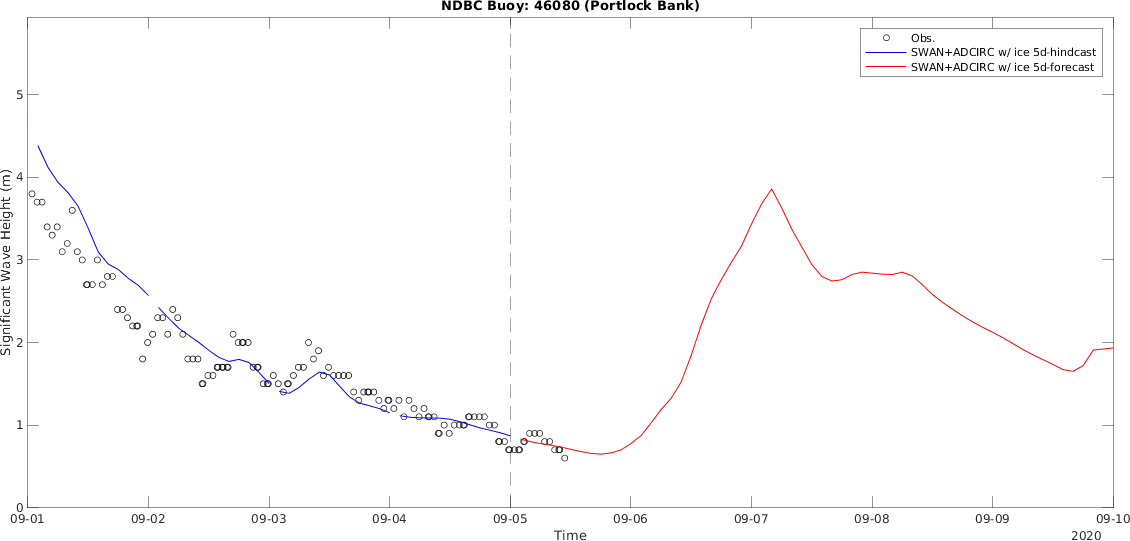 NDBC Buoy: 46080 (Portlock Bank)
Obs.
SWAN+ADCIRC w/ ice 5d-hindcast
SWAN+ADCIRC w/ ice 5d-forecast
Significant Wave Height (m)
5
4
3
2
1
0
09-01 09-02 09-03 09-04 09-05 09-06 09-07 09-08 09-09 09-10
Time
2020